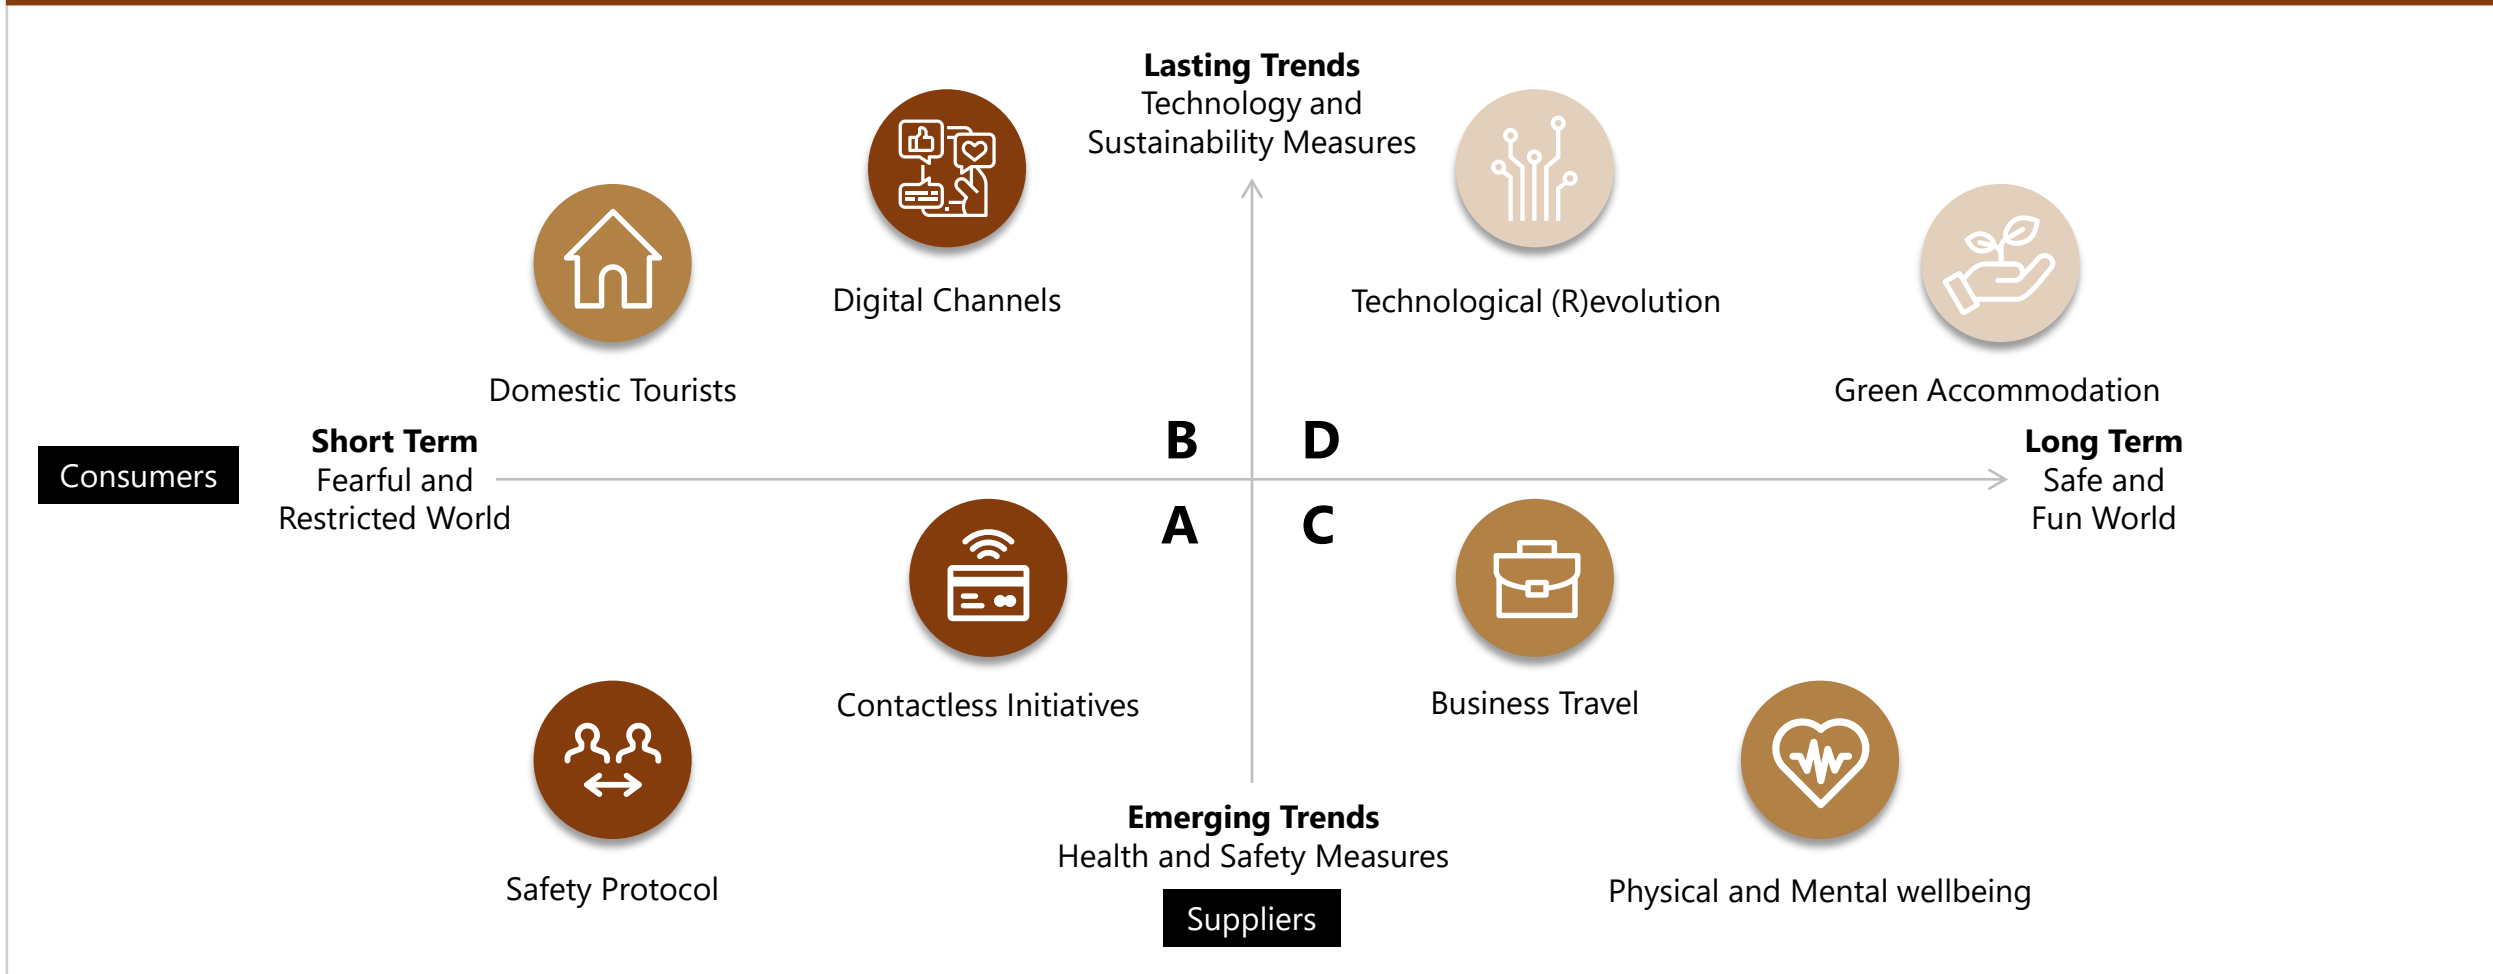 Lasting Trends
Technology and
Sustainability Measures
Digital Channels
Technological (R)evolution
Domestic Tourists
Green Accommodation
B
D
Consumers
Short Term
Fearful and
Restricted World
Long Term
Safe and
Fun World
A
C
Contactless Initiatives
Business Travel
Emerging Trends
Health and Safety Measures
Safety Protocol
Physical and Mental wellbeing
Suppliers